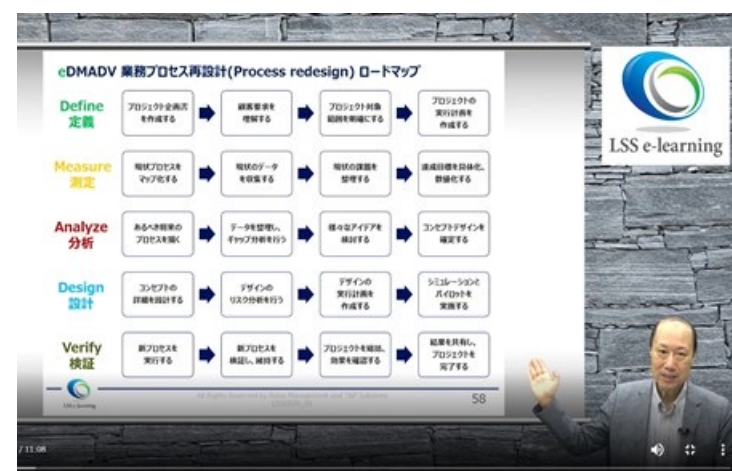 eDMADV 業務プロセス再設計(Process redesign) ロードマップ
Define
定義
プロジェクト企画書
を作成する
顧客要求を
理解する
プロジェクト対象
範囲を明確にする
プロジェクトの
実行計画を
作成する
Measure
測定
現状プロセスを
マップ化する
現状のデータ
を収集する
現状の課題を
整理する
達成目標を具体化、
数値化する
Analyze
分析
あるべき将来の
プロセスを描く
データを整理し、
ギャップ分析を行う
様々なアイデアを
検討する
コンセプトデザインを
確定する
Design
設計
コンセプトの
詳細を設計する
デザインの
リスク分析を行う
デザインの
実行計画を
作成する
シミュレーションと
パイロットを
実施する
Verify
検証
新プロセスを
実行する
新プロセスを
検証し、維持する
プロジェクトを総括、
効果を確認する
結果を共有し、
プロジェクトを
完了する
LSS e-learning
All Rights Reserved by
58
LSS e-learning
/ 11:08